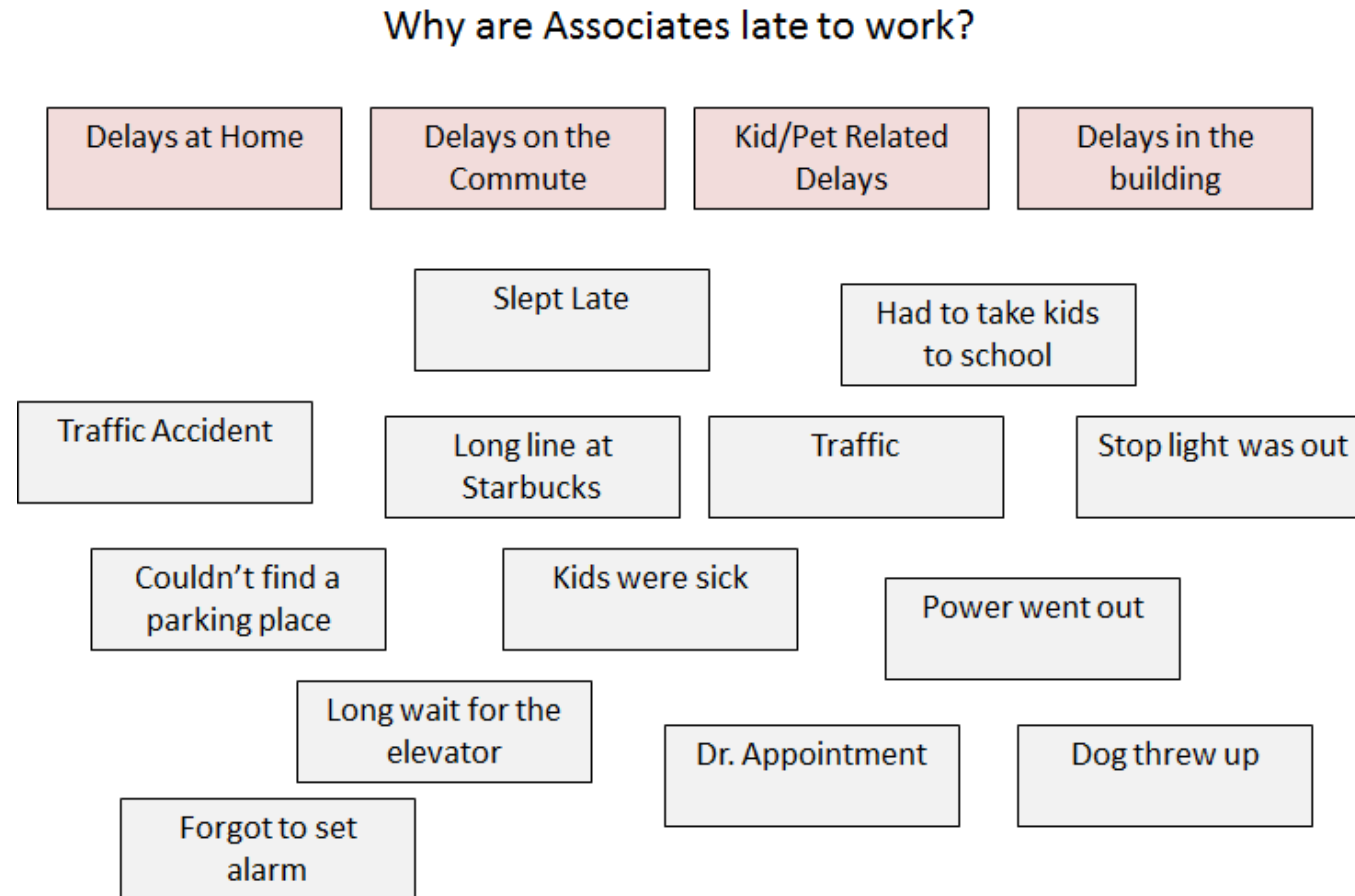 Why are Associates late to work?
Delays at Home
Delays on the
Commute
Kid/Pet Related
Delays
Delays in the
building
Slept Late
Had to take kids
to school
Traffic Accident
Long line at
Starbucks
Traffic
Stop light was out
Couldn’t find a
parking place
Kids were sick
Power went out
Long wait for the
elevator
Dr. Appointment
Dog threw up
Forgot to set
alarm